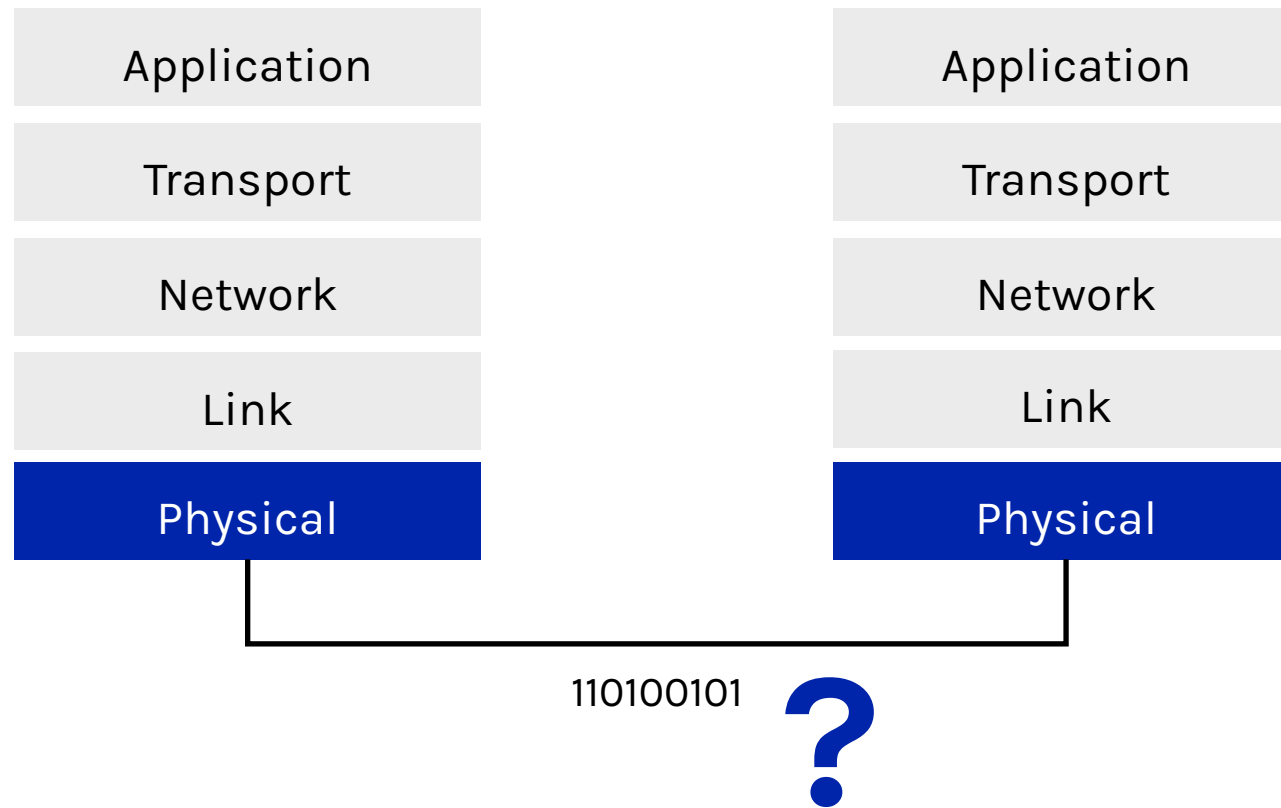 Application
Transport
Network
Link
Physical
Application
Transport
Network
Link
Physical
110100101
?